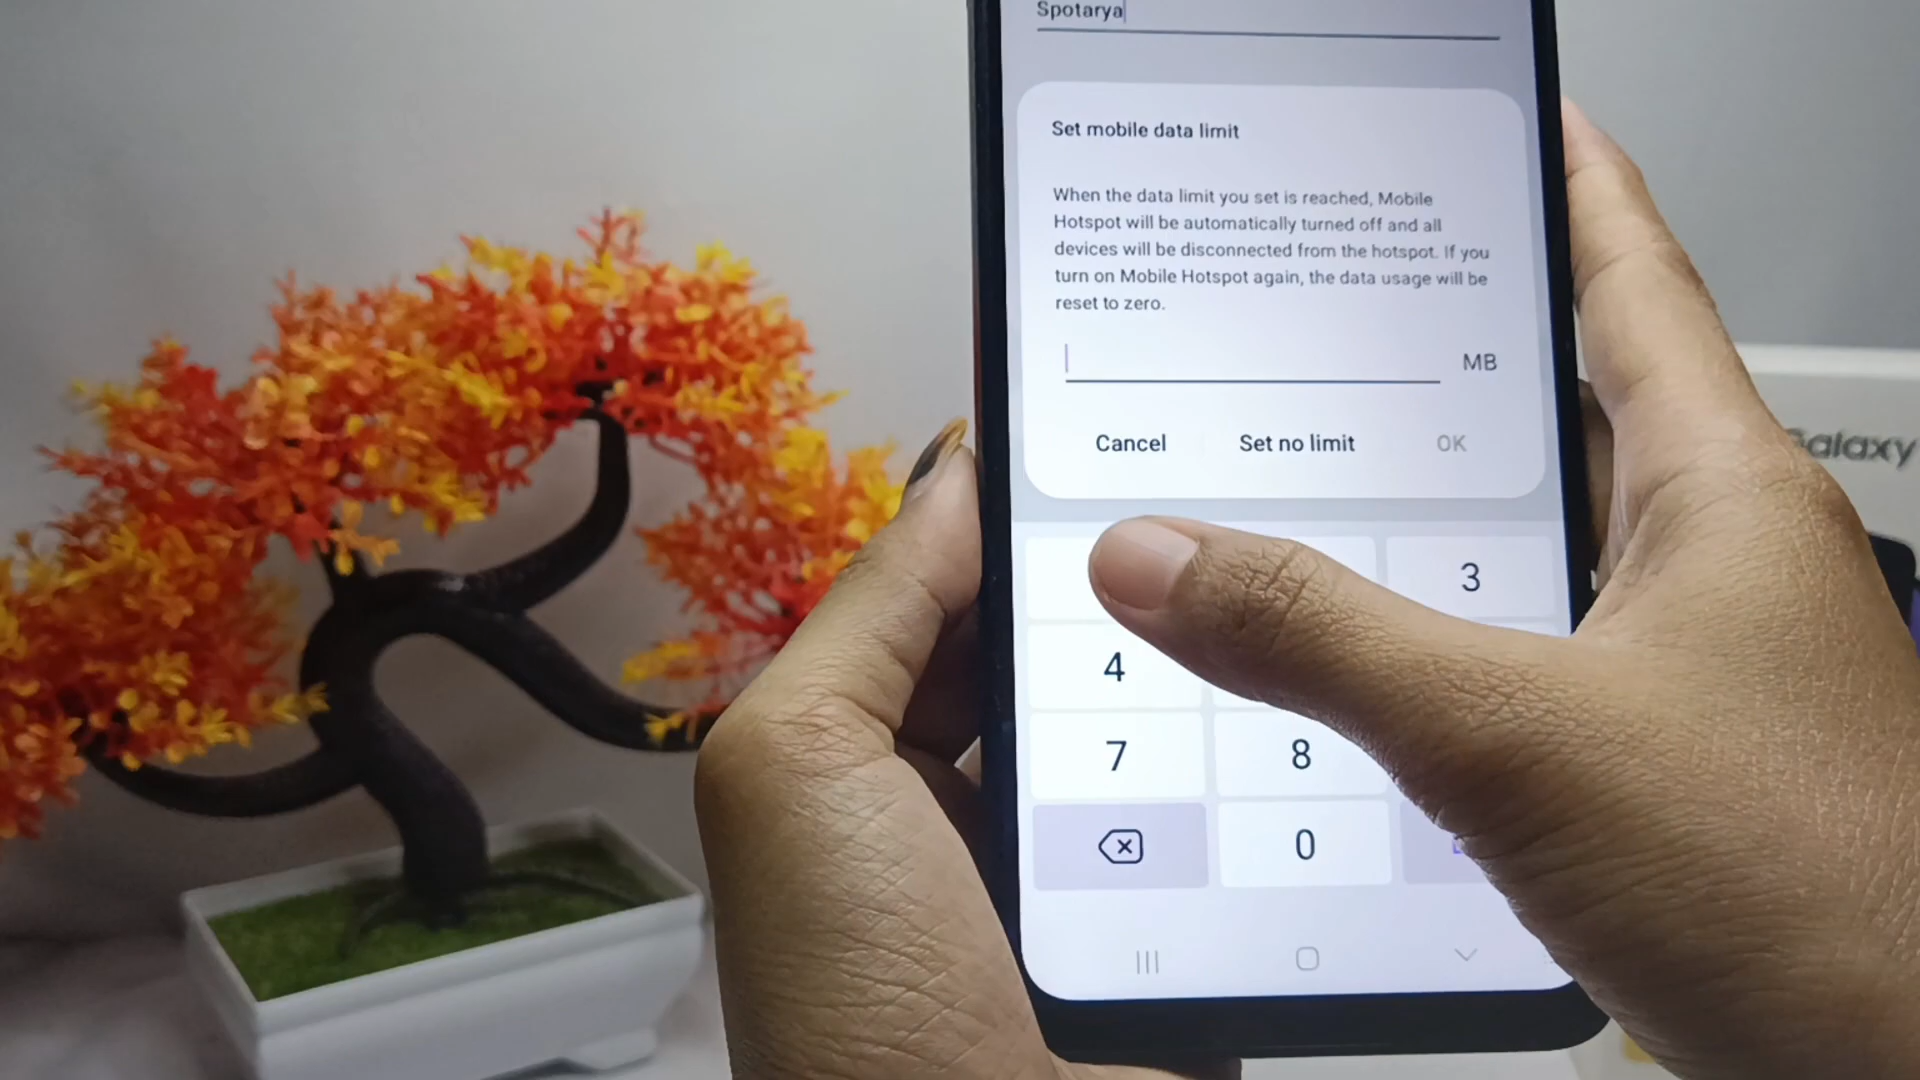 Spotarya
Set mobile data limit
When the data limit you set is reached, Mobile
Hotspot will be automatically turned off and all
devices will be disconnected from the hotspot. If you
turn on Mobile Hotspot again, the data usage will be
reset to zero.
MB
Cancel Set no limit OK
Galaxy
3
4
7 8
0